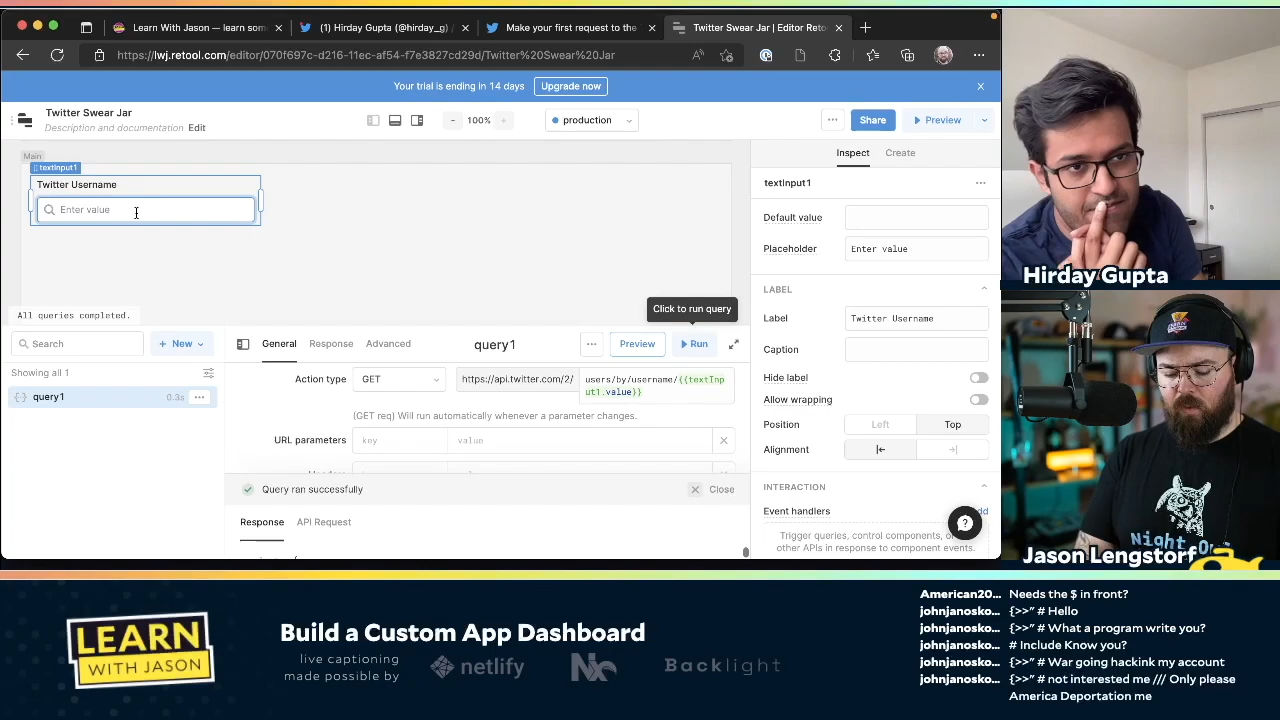 Learn With Jason — learn som
(1) Hirday Gupta (@hirday_g) /
Make your first request to the
Twitter Swear Jar | Editor Reto
https://lwj.retool.com/editor/070f697c-d216-11ec-af54-f7e3827cd29d/Twitter%20Swear%20Jar
Your trial is ending in 14 days
Upgrade now
Twitter Swear Jar
Description and documentation Edit
- 100% +
production
Share
Preview
Main
textInput1
Twitter Username
Enter value
Inspect
Create
textInput1
Default value
Placeholder
Enter value
LABEL
Label
Twitter Username
Caption
Hide label
Allow wrapping
Position
Left
Top
Alignment
INTERACTION
Event handlers
Trigger queries, control components, o
other APIs in response to component events.
Click to run query
All queries completed.
Search
+ New
Showing all 1
query1
0.3s
General
Response
Advanced
query1
Preview
Run
Action type
GET
https://api.twitter.com/2/
users/by/username/{{textInp
ut1.value}}
(GET req) Will run automatically whenever a parameter changes.
URL parameters
key
value
Query ran successfully
Close
Response
API Request
Hirday Gupta
Night O
Jason Lengstorf
LEARN
WITH JASON
Build a Custom App Dashboard
live captioning
made possible by
netlify
Backlight
American20... Needs the $ in front?
johnjanosko... {>>" # Hello
johnjanosko... {>>" # What a program write you?
johnjanosko... # Include Know you?
johnjanosko... {>>" # War going hackink my account
johnjanosko... {>>" # not interested me /// Only please
America Deportation me